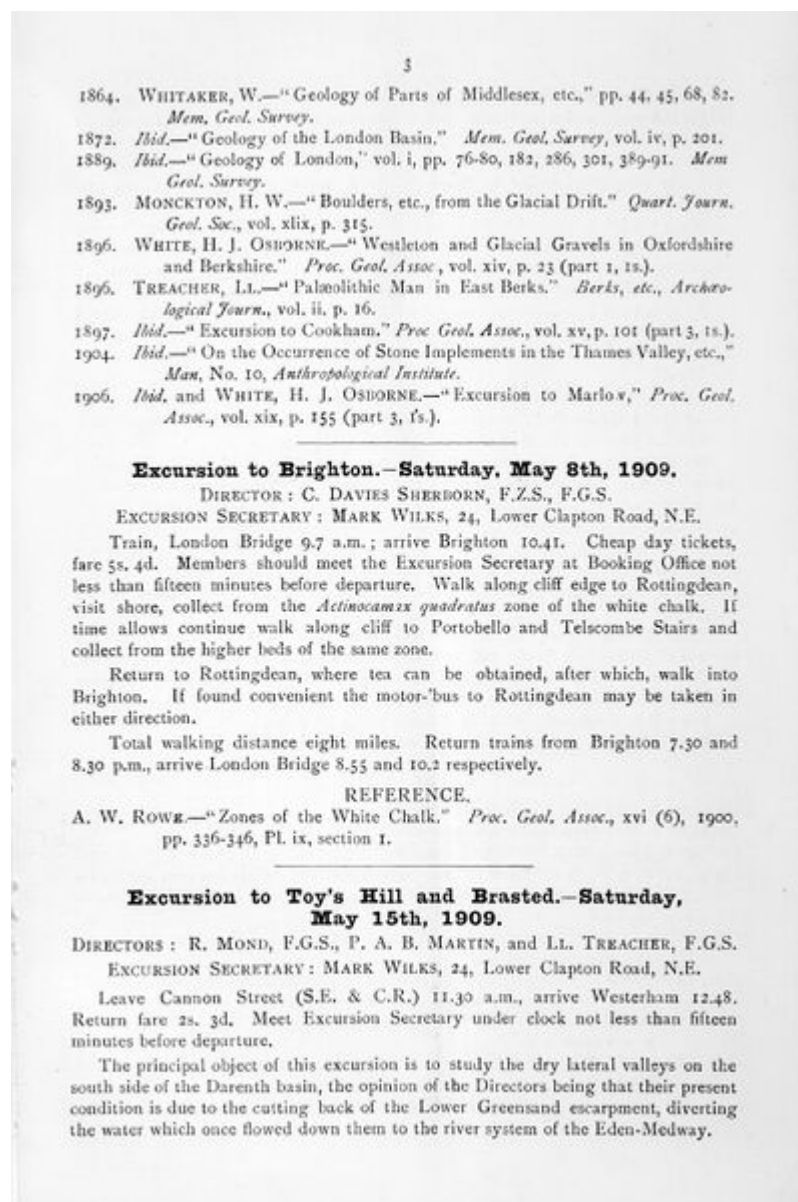 3
1864. WHITAKER, W.—"Geology of Parts of Middlesex, etc.," pp. 44, 45, 68, 82.
Mem. Geol. Survey.
1872. Ibid.—"Geology of the London Basin." Mem. Geol. Survey, vol. iv, p. 201.
1889. Ibid.—"Geology of London," vol. i, pp. 76-80, 182, 286, 301, 389-91. Mem
Geol. Survey.
1893. MONCKTON, H. W.—"Boulders, etc., from the Glacial Drift." Quart. Journ.
Geol. Soc., vol. xlix, p. 315.
1896. WHITE, H. J. OSBORNE.—"Westleton and Glacial Gravels in Oxfordshire
and Berkshire." Proc. Geol. Assoc, vol. xiv, p. 23 (part 1, 1s.).
1896. TREACHER, LL.—"Palæolithic Man in East Berks." Berks, etc., Archæo-
logical Journ., vol. ii. p. 16.
1897. Ibid.—"Excursion to Cookham." Proc Geol. Assoc., vol. xv, p. 101 (part 3, 1s.).
1904. Ibid.—"On the Occurrence of Stone Implements in the Thames Valley, etc.,"
Man, No. 10, Anthropological Institute.
1906. Ibid. and WHITE, H. J. OSBORNE.—"Excursion to Marlow," Proc. Geol.
Assoc., vol. xix, p. 155 (part 3, 1's.).
Excursion to Brighton.—Saturday, May 8th, 1909.
DIRECTOR : C. DAVIES SHERBORN, F.Z.S., F.G.S.
EXCURSION SECRETARY : MARK WILKS, 24, Lower Clapton Road, N.E.
Train, London Bridge 9.7 a.m. ; arrive Brighton 10.41. Cheap day tickets,
fare 5s. 4d. Members should meet the Excursion Secretary at Booking Office not
less than fifteen minutes before departure. Walk along cliff edge to Rottingdean,
visit shore, collect from the Actinocamax quadratus zone of the white chalk. If
time allows continue walk along cliff to Portobello and Telscombe Stairs and
collect from the higher beds of the same zone.
Return to Rottingdean, where tea can be obtained, after which, walk into
Brighton. If found convenient the motor-'bus to Rottingdean may be taken in
either direction.
Total walking distance eight miles. Return trains from Brighton 7.30 and
8.30 p.m., arrive London Bridge 8.55 and 10.2 respectively.
REFERENCE.
A. W. ROWE.—"Zones of the White Chalk." Proc. Geol. Assoc., xvi (6), 1900,
pp. 336-346, Pl. ix, section 1.
Excursion to Toy's Hill and Brasted.—Saturday,
May 15th, 1909.
DIRECTORS : R. MOND, F.G.S., P. A. B. MARTIN, and LL. TREACHER, F.G.S.
EXCURSION SECRETARY : MARK WILKS, 24, Lower Clapton Road, N.E.
Leave Cannon Street (S.E. & C.R.) 11.30 a.m., arrive Westerham 12.48.
Return fare 2s. 3d. Meet Excursion Secretary under clock not less than fifteen
minutes before departure.
The principal object of this excursion is to study the dry lateral valleys on the
south side of the Darenth basin, the opinion of the Directors being that their present
condition is due to the cutting back of the Lower Greensand escarpment, diverting
the water which once flowed down them to the river system of the Eden-Medway.